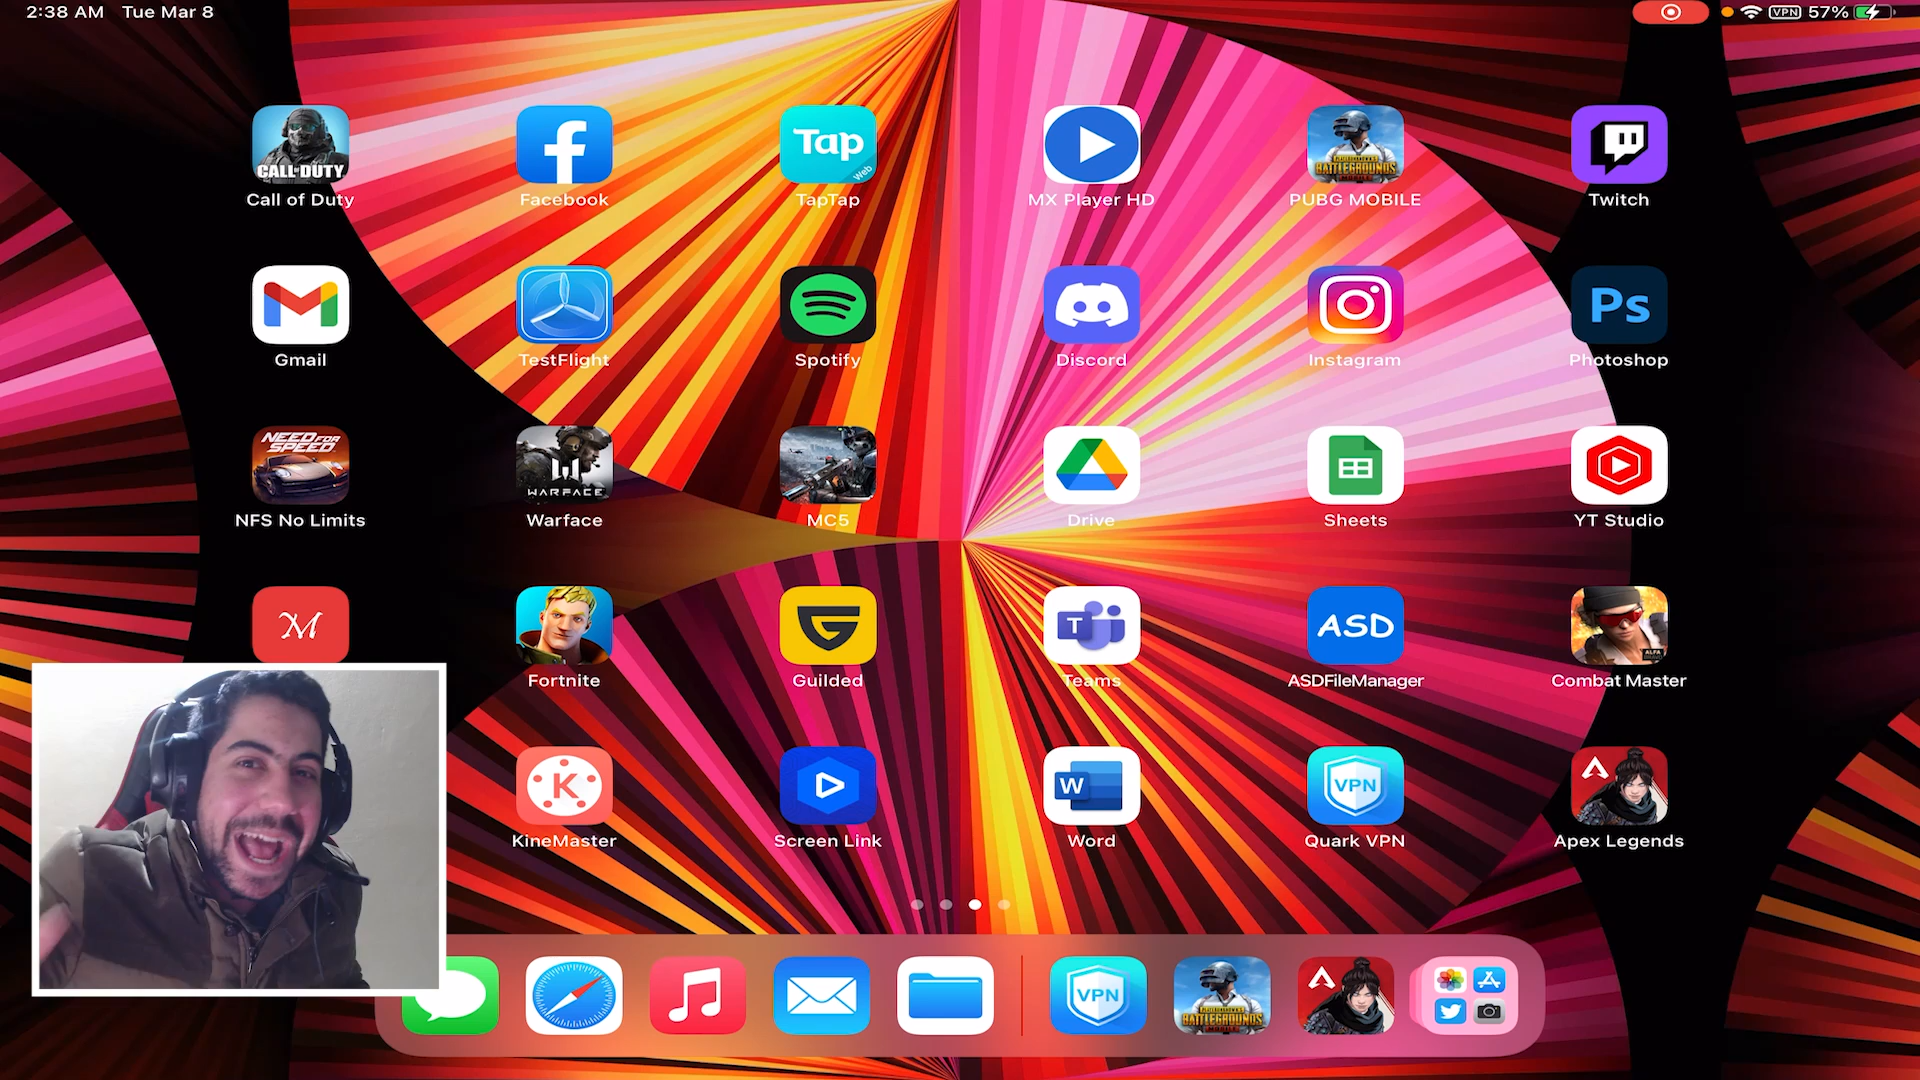 2:38 AM Tue Mar 8
VPN 57%
CALL OF DUTY
Tap
Web
BATTLEGROUNDS
Call of Duty Facebook TapTap MX Player HD PUBG MOBILE Twitch
Ps
Gmail TestFlight Spotify Discord Instagram Photoshop
NEED FOR SPEED
WARFACE
NFS No Limits Warface MC5 Drive Sheets YT Studio
M
T
ASD
Fortnite Guilded Teams ASDFileManager Combat Master
K
W
VPN
KineMaster Screen Link Word Quark VPN Apex Legends
VPN
BATTLEGROUNDS